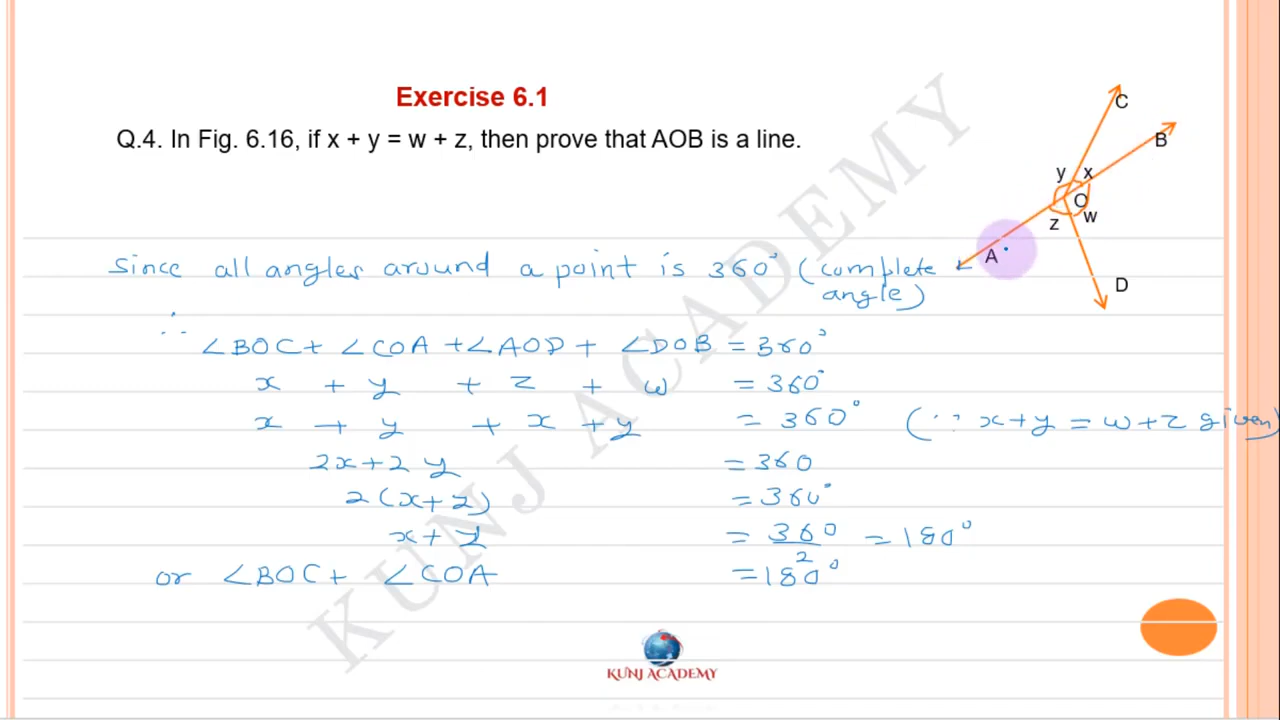 Exercise 6.1
Q.4. In Fig. 6.16, if x + y = w + z, then prove that AOB is a line.
C
B
y x
O
z w
A
D
Since all angles around a point is 360° (complete
angle)
∴
∠BOC + ∠COA + ∠AOD + ∠DOB = 360°
x + y + z + w = 360°
x + y + x + y = 360° (∵ x+y = w+z given)
2x+2y = 360
2(x+y) = 360°
x+y = 360/2 = 180°
or ∠BOC + ∠COA = 180°
KUNJ ACADEMY
KUNJ ACADEMY